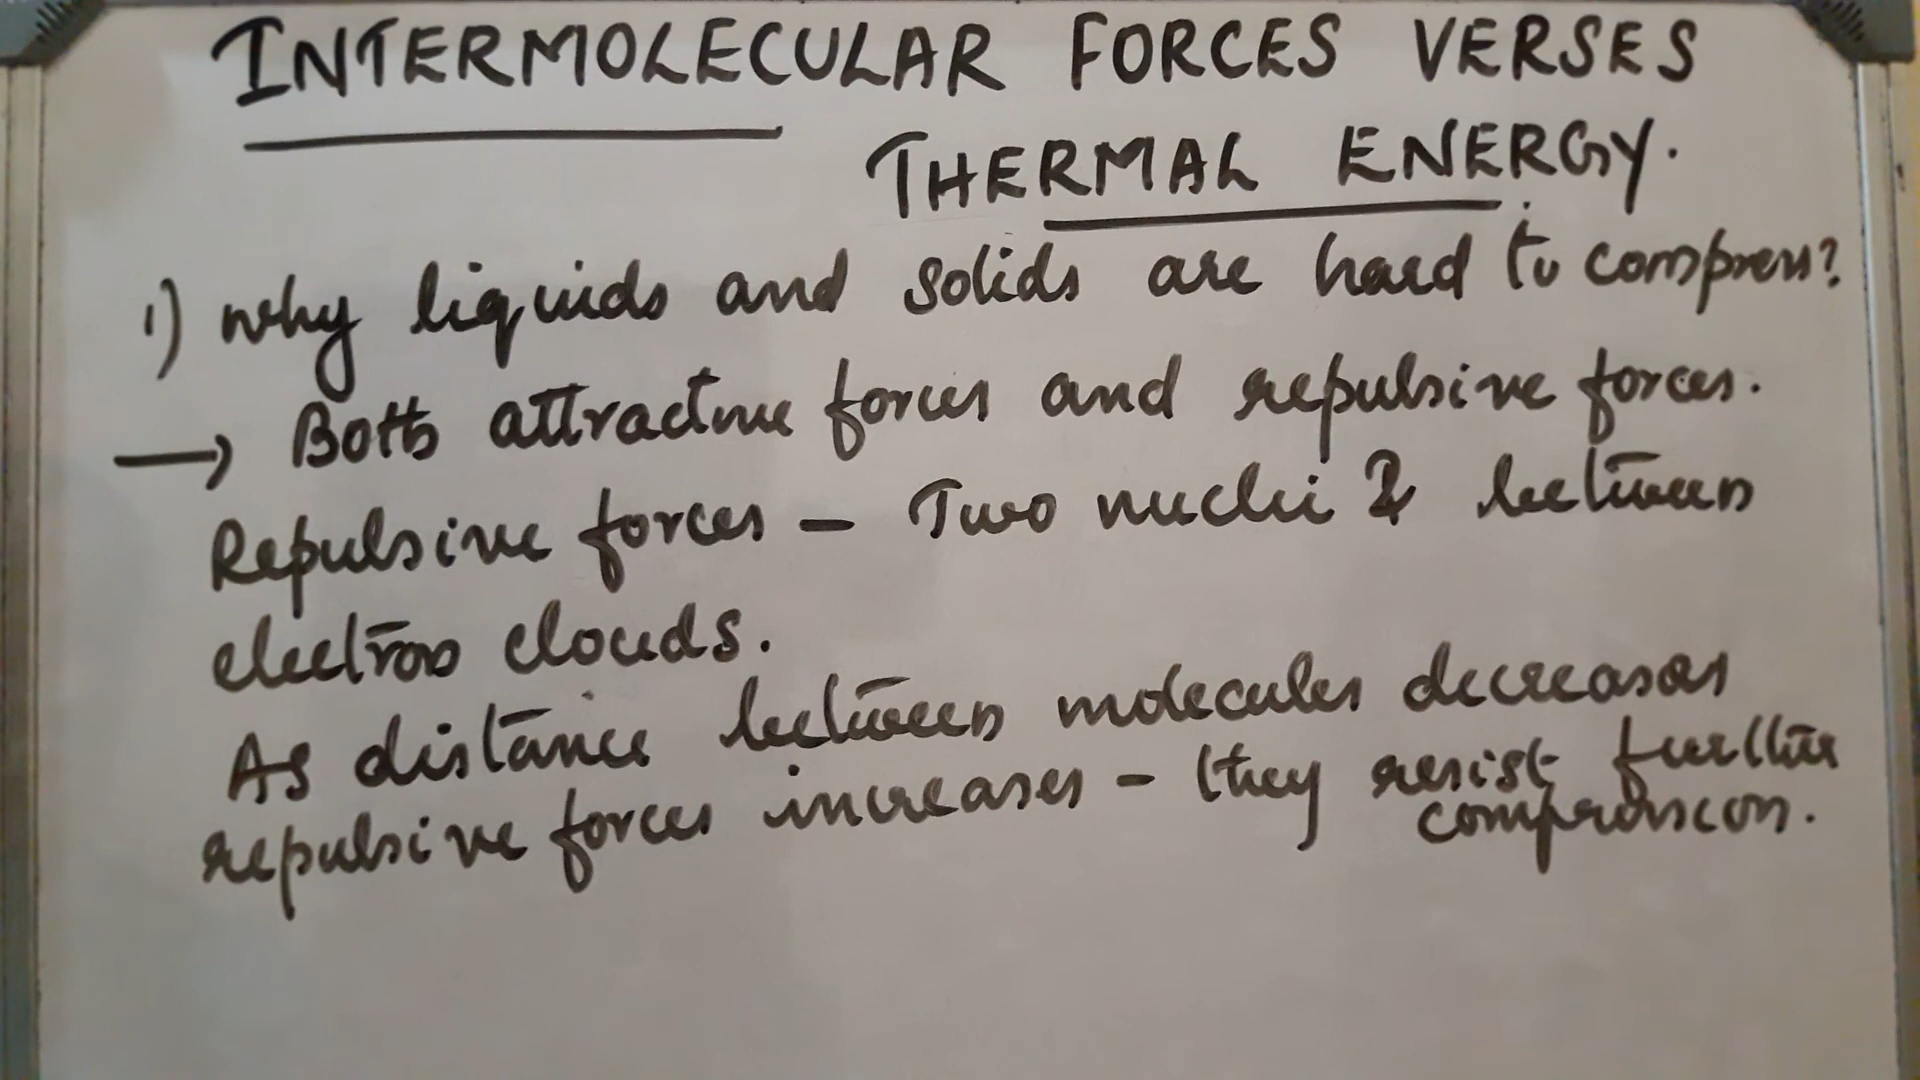 INTERMOLECULAR FORCES VERSES
THERMAL ENERGY.
1) why liquids and solids are hard to compress?
→ Both attractive forces and repulsive forces.
Repulsive forces – Two nuclei & between
electron clouds.
As distance between molecules decreases
repulsive forces increases – they resist further
compression.